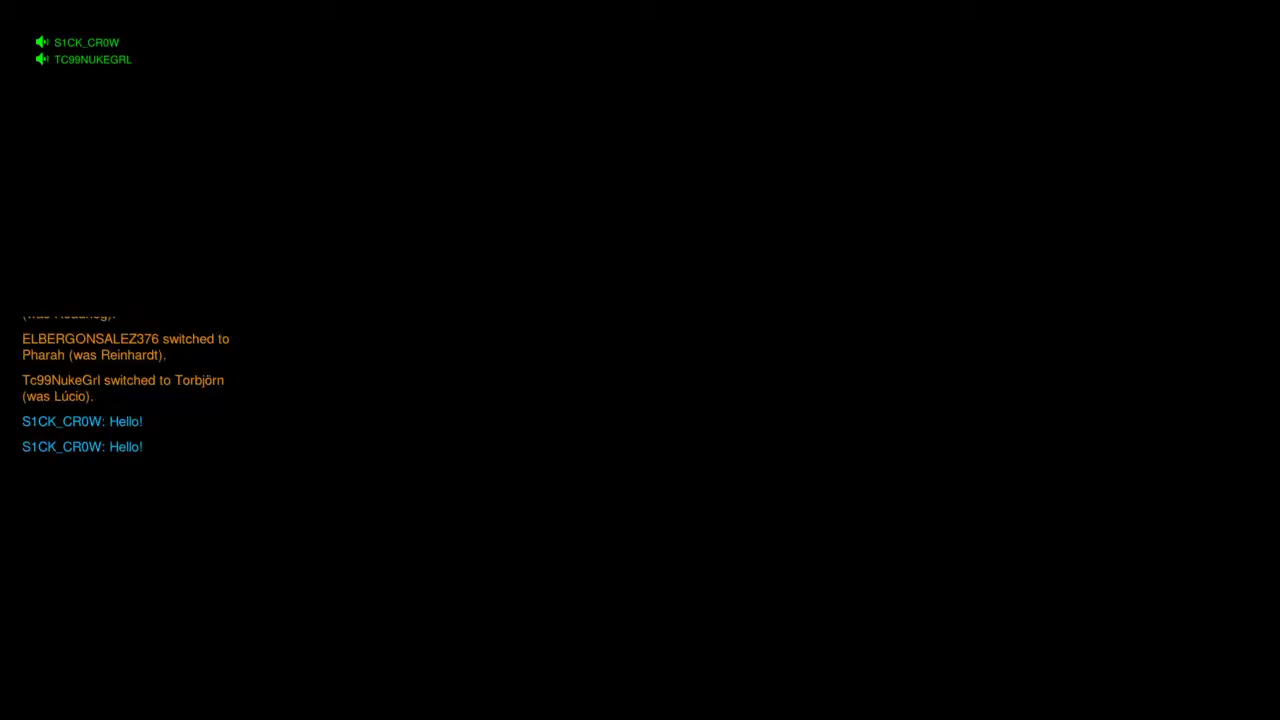 S1CK_CR0W
TC99NUKEGRL
ELBERGONSALEZ376 switched to
Pharah (was Reinhardt).
Tc99NukeGrl switched to Torbjörn
(was Lúcio).
S1CK_CR0W: Hello!
S1CK_CR0W: Hello!